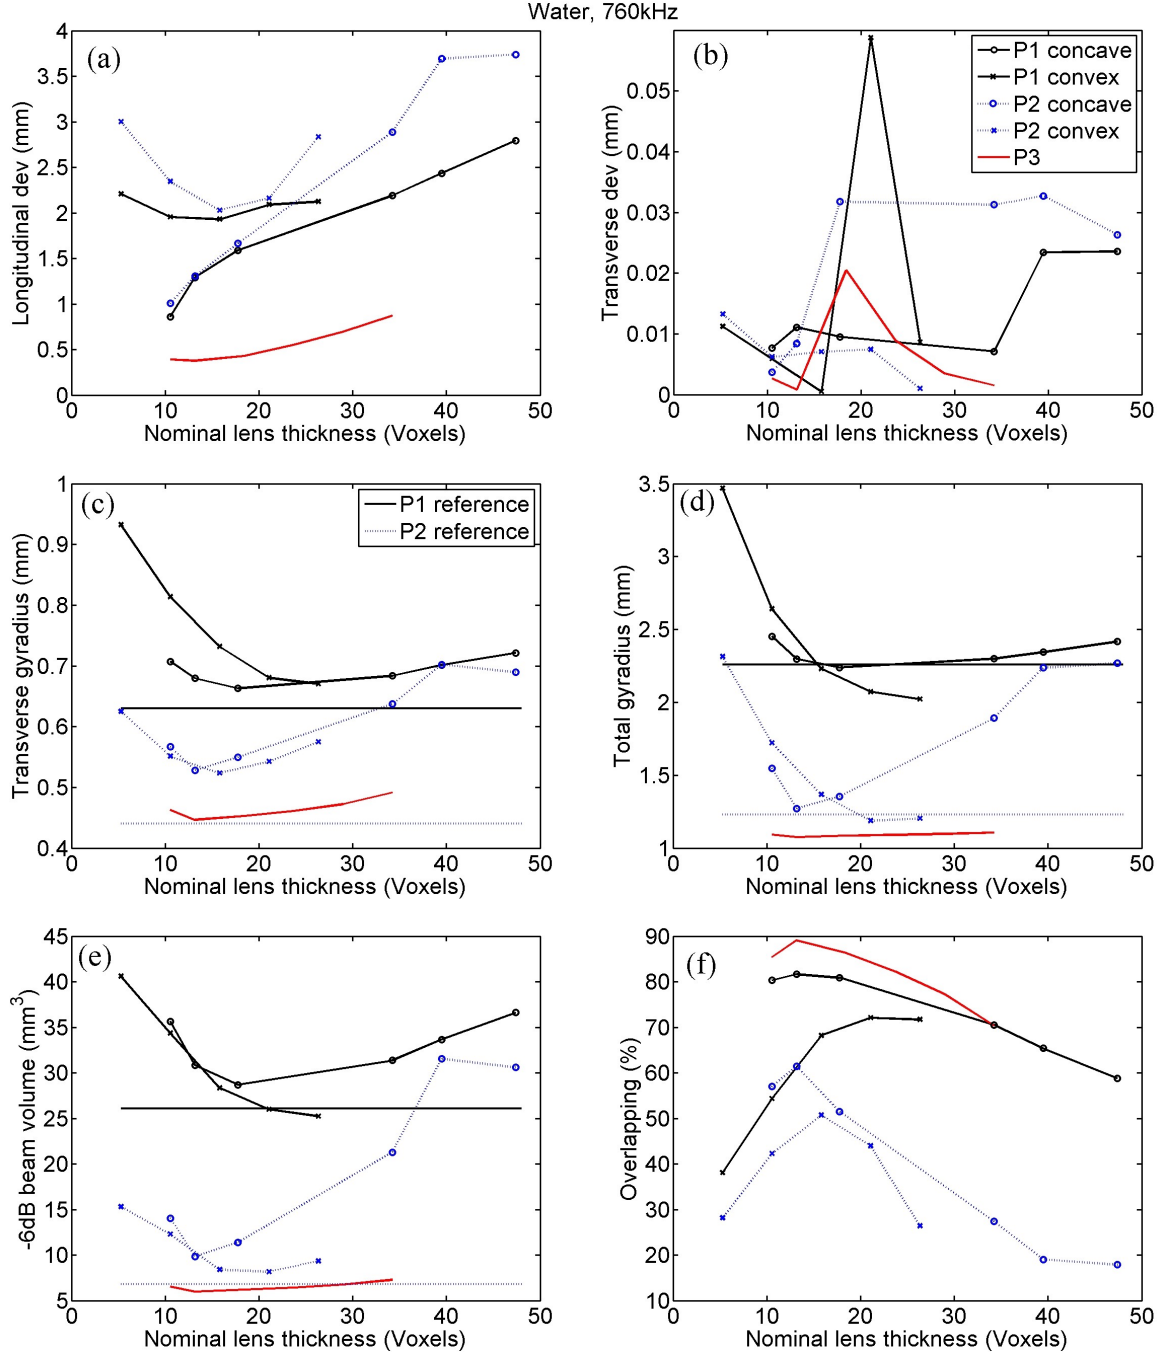 Water, 760kHz
(a)
Longitudinal dev (mm)
4
3.5
3
2.5
2
1.5
1
0.5
0
0 10 20 30 40 50
Nominal lens thickness (Voxels)
(b)
Transverse dev (mm)
0.05
0.04
0.03
0.02
0.01
0
0 10 20 30 40 50
Nominal lens thickness (Voxels)
P1 concave
P1 convex
P2 concave
P2 convex
P3
(c)
Tranverse gyradius (mm)
1
0.9
0.8
0.7
0.6
0.5
0.4
0 10 20 30 40 50
Nominal lens thickness (Voxels)
P1 reference
P2 reference
(d)
Total gyradius (mm)
3.5
3
2.5
2
1.5
1
0 10 20 30 40 50
Nominal lens thickness (Voxels)
(e)
-6dB beam volume (mm³)
45
40
35
30
25
20
15
10
5
0 10 20 30 40 50
Nominal lens thickness (Voxels)
(f)
Overlapping (%)
90
80
70
60
50
40
30
20
10
0 10 20 30 40 50
Nominal lens thickness (Voxels)